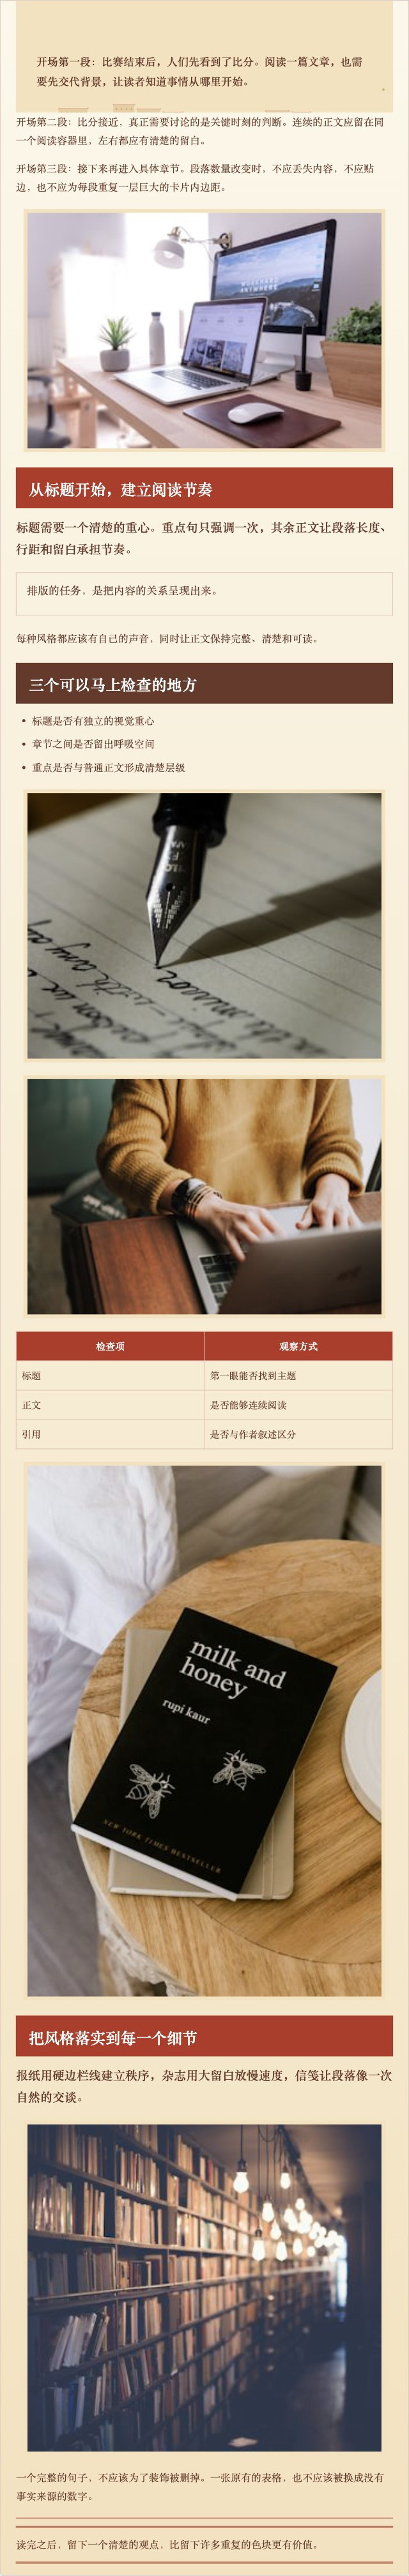 开场第一段：比赛结束后，人们先看到了比分。阅读一篇文章，也需
要先交代背景，让读者知道事情从哪里开始。
开场第二段：比分接近，真正需要讨论的是关键时刻的判断。连续的正文应留在同
一个阅读容器里，左右都应有清楚的留白。
开场第三段：接下来再进入具体章节。段落数量改变时，不应丢失内容，不应贴
边，也不应为每段重复一层巨大的卡片内边距。
从标题开始，建立阅读节奏
标题需要一个清楚的重心。重点句只强调一次，其余正文让段落长度、
行距和留白承担节奏。
排版的任务，是把内容的关系呈现出来。
每种风格都应该有自己的声音，同时让正文保持完整、清楚和可读。
三个可以马上检查的地方
• 标题是否有独立的视觉重心
• 章节之间是否留出呼吸空间
• 重点是否与普通正文形成清楚层级
检查项 观察方式
标题 第一眼能否找到主题
正文 是否能够连续阅读
引用 是否与作者叙述区分
milk and
honey
rupi kaur
NEW YORK TIMES BESTSELLER
把风格落实到每一个细节
报纸用硬边栏线建立秩序，杂志用大留白放慢速度，信笺让段落像一次
自然的交谈。
一个完整的句子，不应该为了装饰被删掉。一张原有的表格，也不应该被换成没有
事实来源的数字。
读完之后，留下一个清楚的观点，比留下许多重复的色块更有价值。